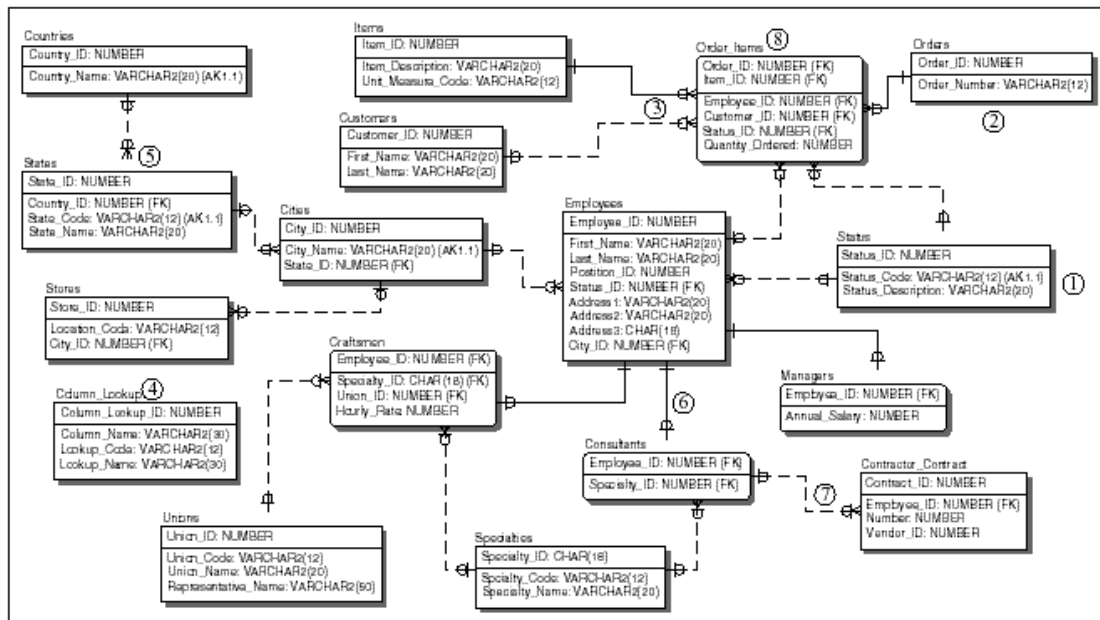 Countries
Country_ID: NUMBER
Country_Name: VARCHAR2(20) (AK1.1)
Items
Item_ID: NUMBER
Item_Description: VARCHAR2(20)
Unit_Measure_Code: VARCHAR2(12)
Order_Items
8
Order_ID: NUMBER (FK)
Item_ID: NUMBER (FK)
Employee_ID: NUMBER (FK)
Customer_ID: NUMBER (FK)
Status_ID: NUMBER (FK)
Quantity_Ordered: NUMBER
Orders
Order_ID: NUMBER
Order_Number: VARCHAR2(12)
2
3
Customers
Customer_ID: NUMBER
First_Name: VARCHAR2(20)
Last_Name: VARCHAR2(20)
5
States
State_ID: NUMBER
Country_ID: NUMBER (FK)
State_Code: VARCHAR2(12) (AK1.1)
State_Name: VARCHAR2(20)
Cities
City_ID: NUMBER
City_Name: VARCHAR2(20) (AK1.1)
State_ID: NUMBER (FK)
Employees
Employee_ID: NUMBER
First_Name: VARCHAR2(20)
Last_Name: VARCHAR2(20)
Postition_ID: NUMBER
Status_ID: NUMBER (FK)
Address1: VARCHAR2(20)
Address2: VARCHAR2(20)
Address3: CHAR(18)
City_ID: NUMBER (FK)
Status
Status_ID: NUMBER
Status_Code: VARCHAR2(12) (AK1.1)
Status_Description: VARCHAR2(20)
1
Stores
Store_ID: NUMBER
Location_Code: VARCHAR2(12)
City_ID: NUMBER (FK)
Craftsmen
Employee_ID: NUMBER (FK)
Specialty_ID: CHAR(18) (FK)
Union_ID: NUMBER (FK)
Hourly_Rate: NUMBER
Managers
Employee_ID: NUMBER (FK)
Annual_Salary: NUMBER
Column_Lookup
4
Column_Lookup_ID: NUMBER
Column_Name: VARCHAR2(30)
Lookup_Code: VARCHAR2(12)
Lookup_Name: VARCHAR2(30)
6
Consultants
Employee_ID: NUMBER (FK)
Specialty_ID: NUMBER (FK)
7
Contractor_Contract
Contract_ID: NUMBER
Employee_ID: NUMBER (FK)
Number: NUMBER
Vendor_ID: NUMBER
Unions
Union_ID: NUMBER
Union_Code: VARCHAR2(12)
Union_Name: VARCHAR2(20)
Representative_Name: VARCHAR2(50)
Specialties
Specialty_ID: CHAR(18)
Spcialty_Code: VARCHAR2(12)
Specialty_Name: VARCHAR2(20)